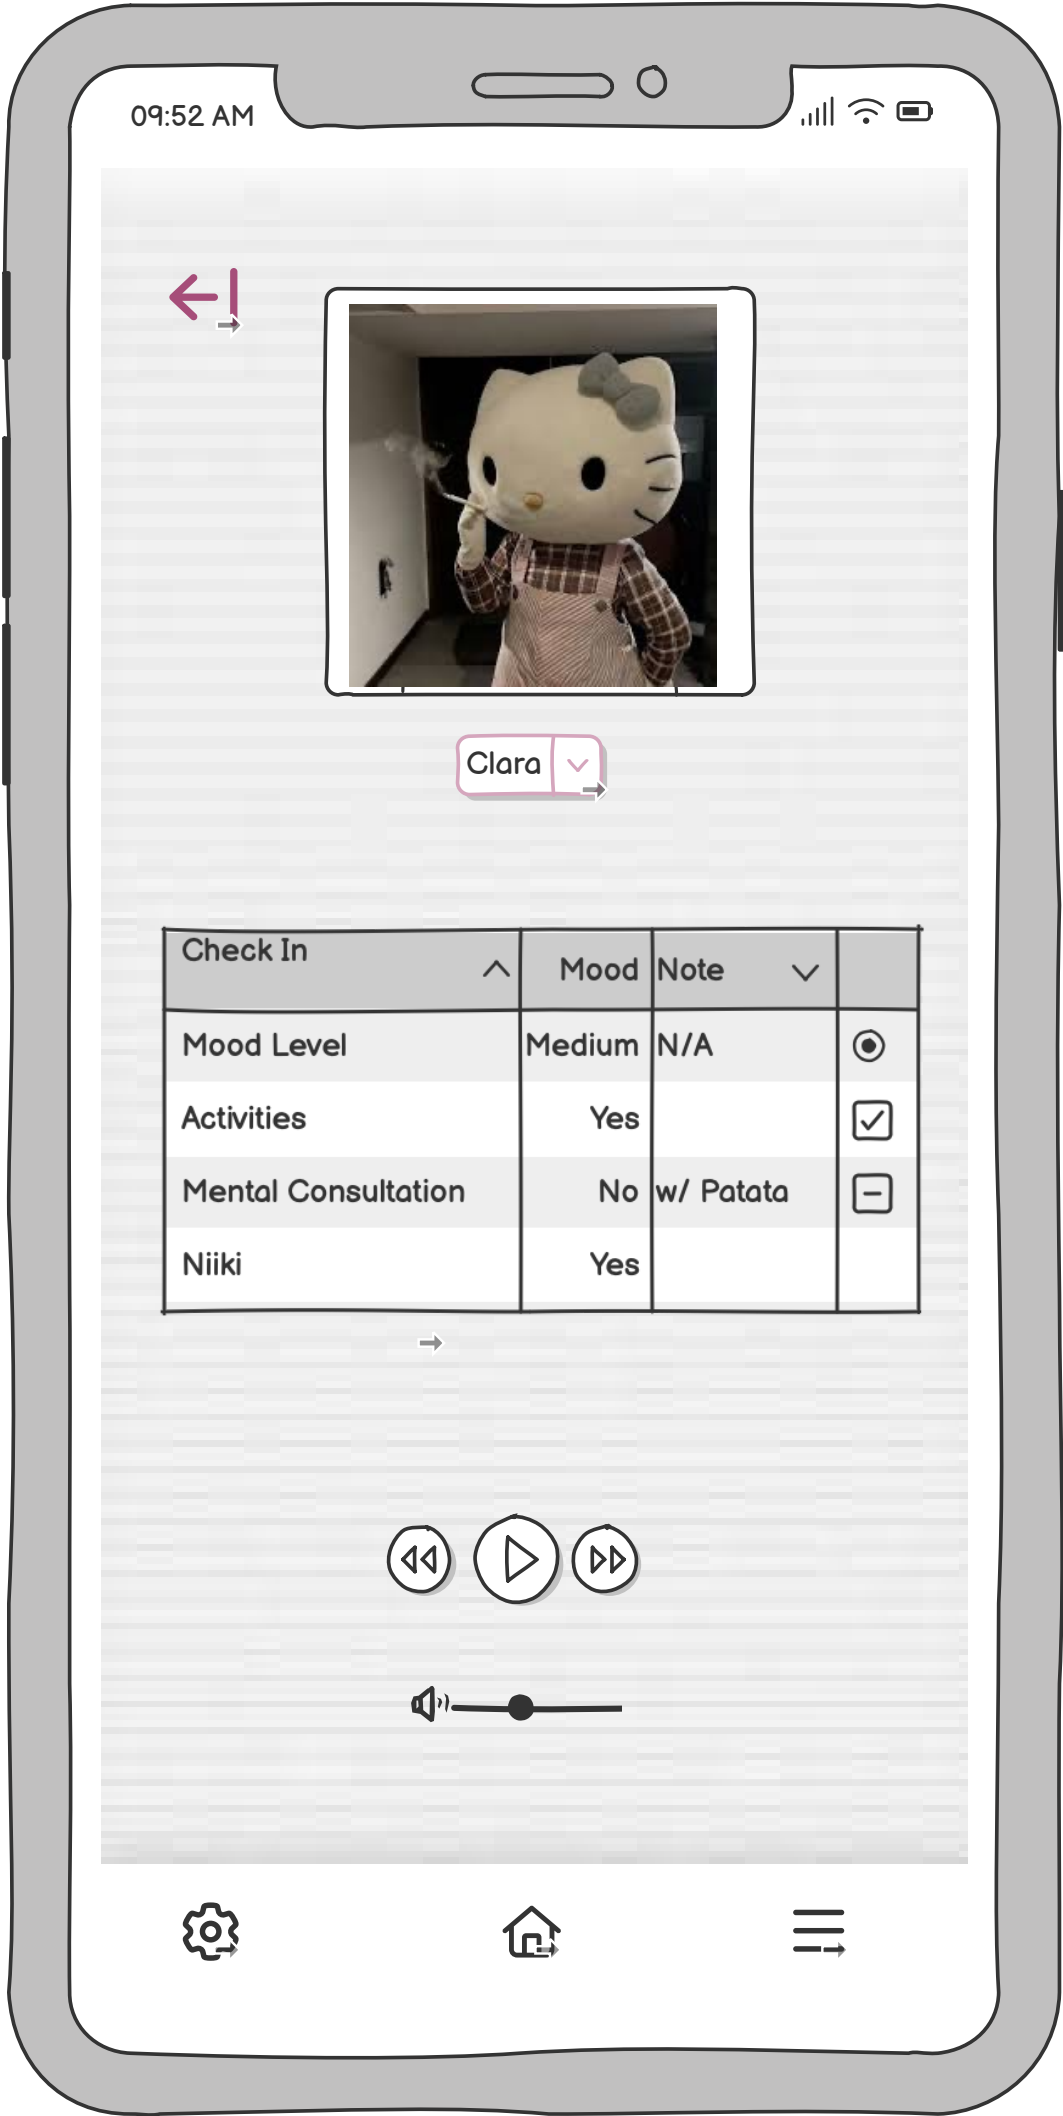 09:52 AM
Clara
Check In Mood Note
Mood Level Medium N/A
Activities Yes
Mental Consultation No w/ Patata
Niiki Yes